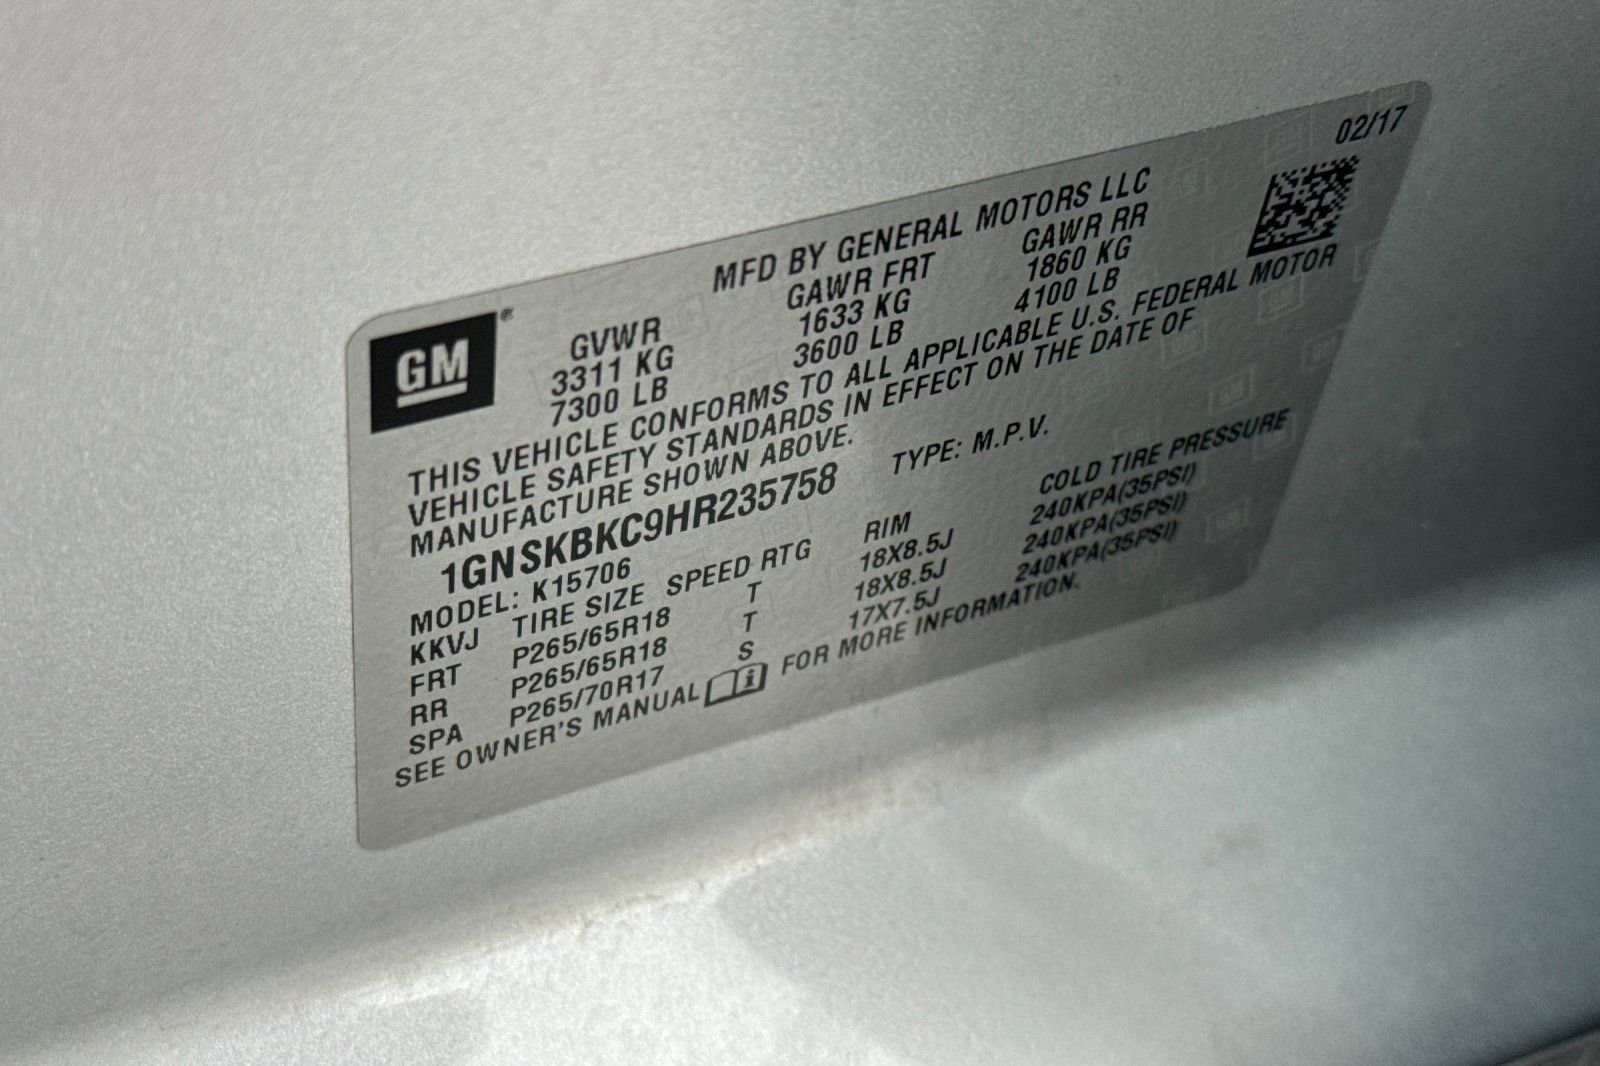 02/17
MFD BY GENERAL MOTORS LLC
GM®
GVWR GAWR FRT GAWR RR
3311 KG 1633 KG 1860 KG
7300 LB 3600 LB 4100 LB
THIS VEHICLE CONFORMS TO ALL APPLICABLE U.S. FEDERAL MOTOR
VEHICLE SAFETY STANDARDS IN EFFECT ON THE DATE OF
MANUFACTURE SHOWN ABOVE.
1GNSKBKC9HR235758 TYPE: M.P.V.
MODEL: K15706
KKVJ TIRE SIZE SPEED RTG RIM COLD TIRE PRESSURE
FRT P265/65R18 T 18X8.5J 240KPA(35PSI)
RR P265/65R18 T 18X8.5J 240KPA(35PSI)
SPA P265/70R17 S 17X7.5J 240KPA(35PSI)
SEE OWNER'S MANUAL FOR MORE INFORMATION.